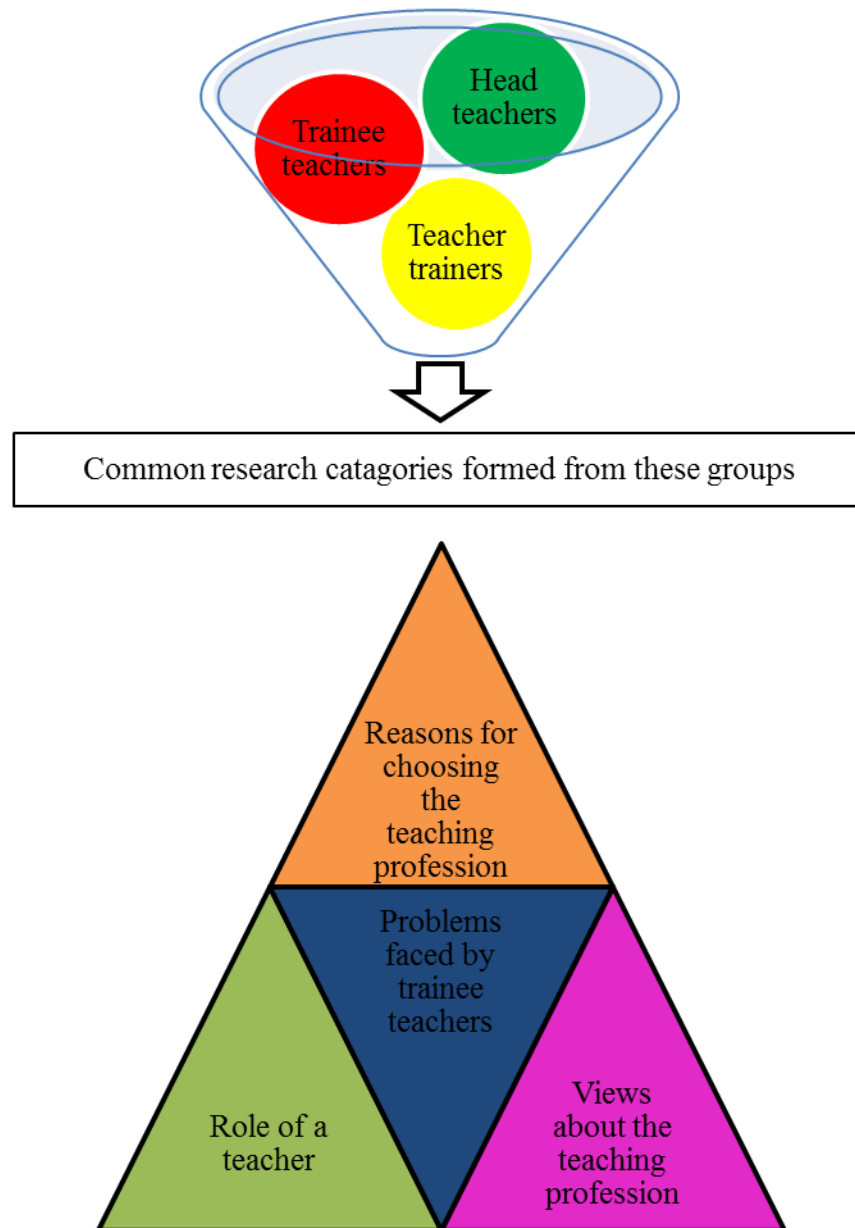 Head
teachers
Trainee
teachers
Teacher
trainers
Common research catagories formed from these groups
Reasons for
choosing
the
teaching
profession
Problems
faced by
trainee
teachers
Role of a
teacher
Views
about the
teaching
profession